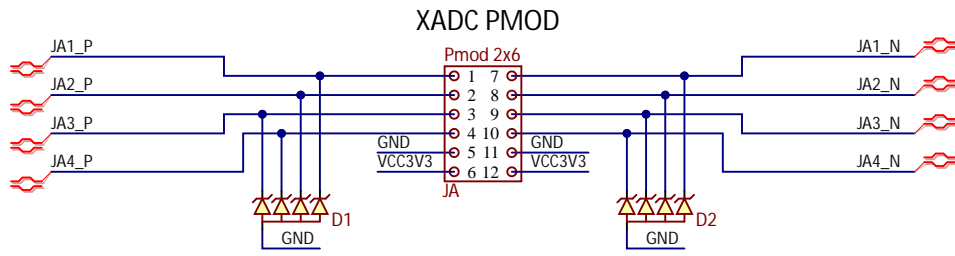 XADC PMOD
JA1_P
Pmod 2x6
JA1_N
1 7
JA2_P
JA2_N
2 8
JA3_P
3 9
JA3_N
4 10
GND
5 11
GND
JA4_P
VCC3V3
6 12
VCC3V3
JA4_N
JA
D1
D2
GND
GND